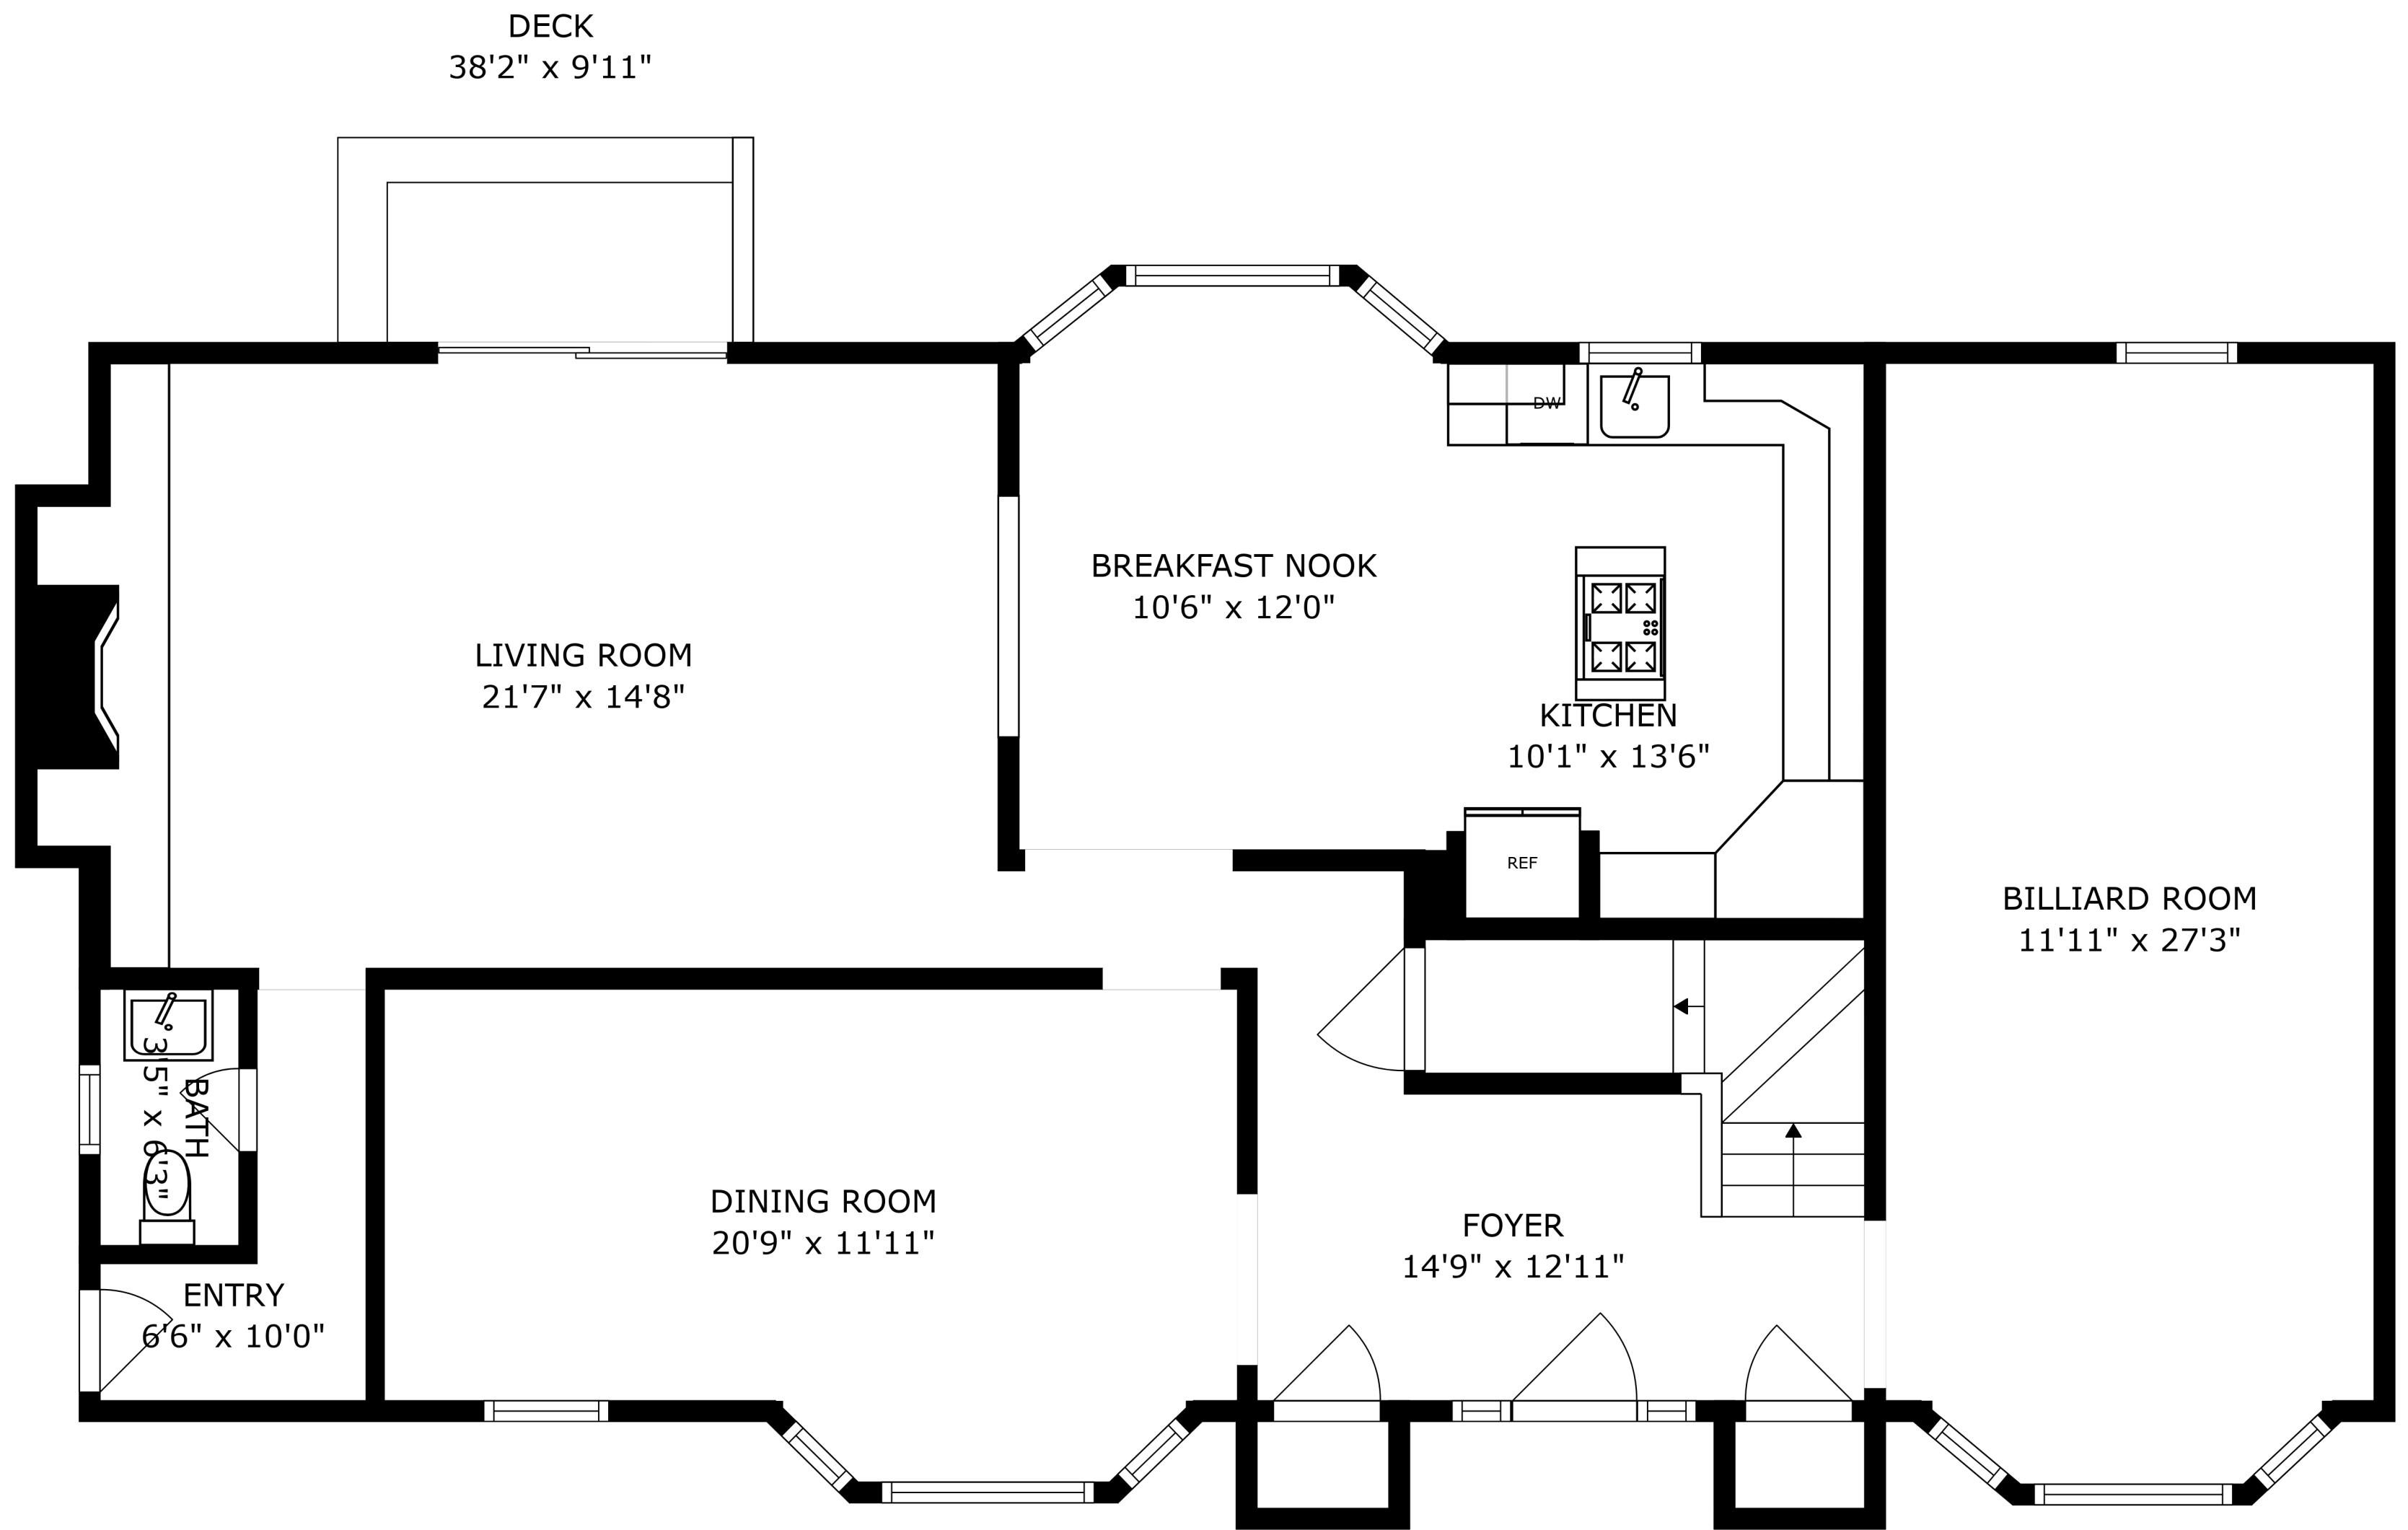 DECK
38'2" x 9'11"
DW
BREAKFAST NOOK
10'6" x 12'0"
LIVING ROOM
21'7" x 14'8"
KITCHEN
10'1" x 13'6"
REF
BILLIARD ROOM
11'11" x 27'3"
BATH
3'5" x 6'3"
DINING ROOM
20'9" x 11'11"
FOYER
14'9" x 12'11"
ENTRY
6'6" x 10'0"